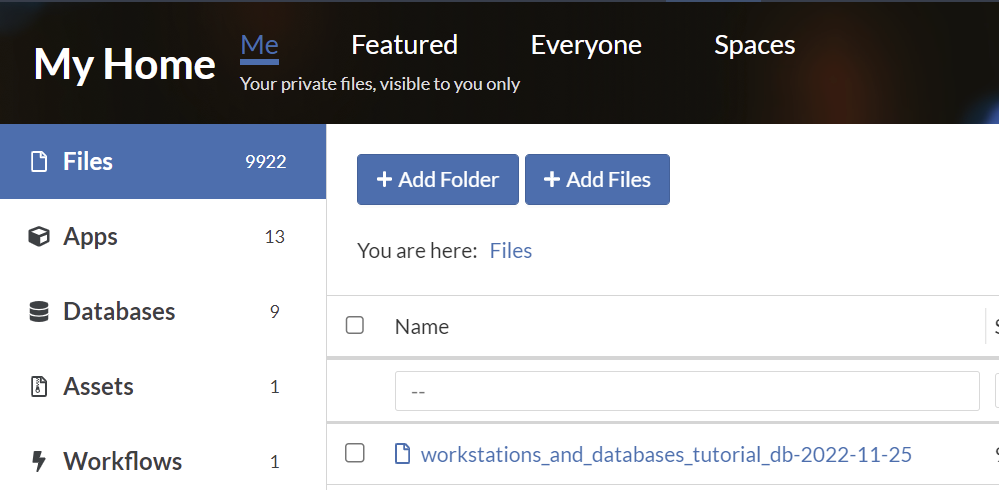 My Home
Me Featured Everyone Spaces
Your private files, visible to you only
Files 9922
Apps 13
Databases 9
Assets 1
Workflows 1
+ Add Folder + Add Files
You are here: Files
Name
--
workstations_and_databases_tutorial_db-2022-11-25